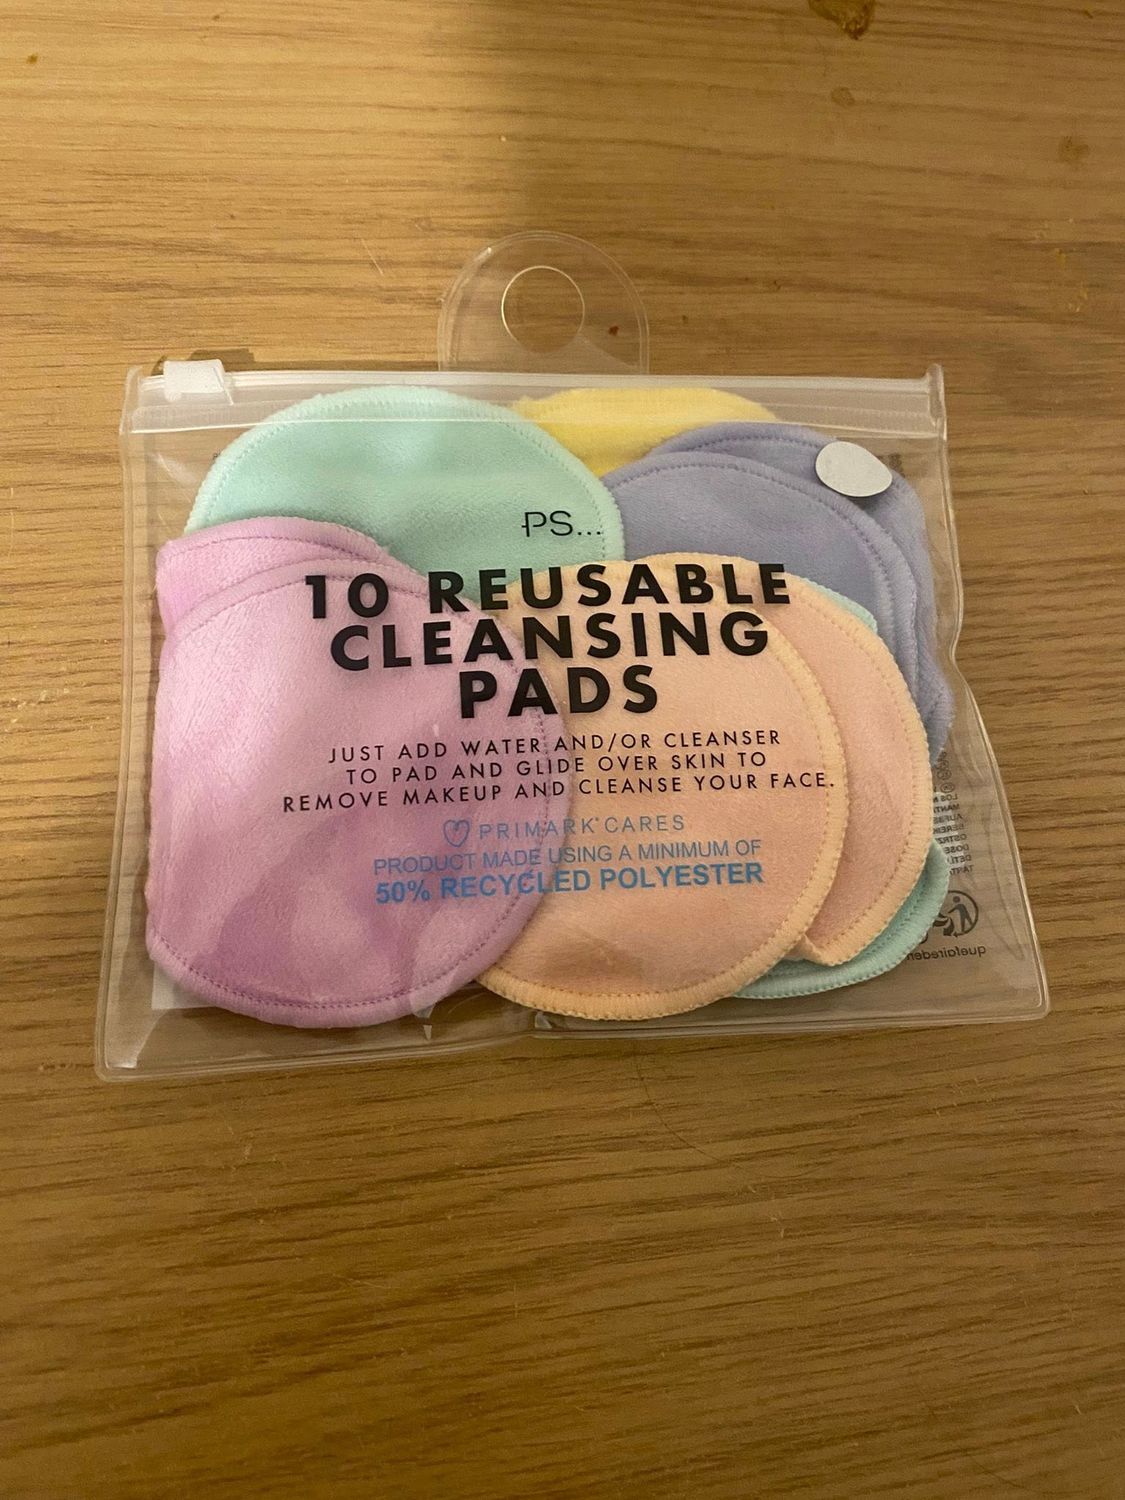 PS...
10 REUSABLE
CLEANSING
PADS
JUST ADD WATER AND/OR CLEANSER
TO PAD AND GLIDE OVER SKIN TO
REMOVE MAKEUP AND CLEANSE YOUR FACE.
PRIMARK® CARES
PRODUCT MADE USING A MINIMUM OF
50% RECYCLED POLYESTER